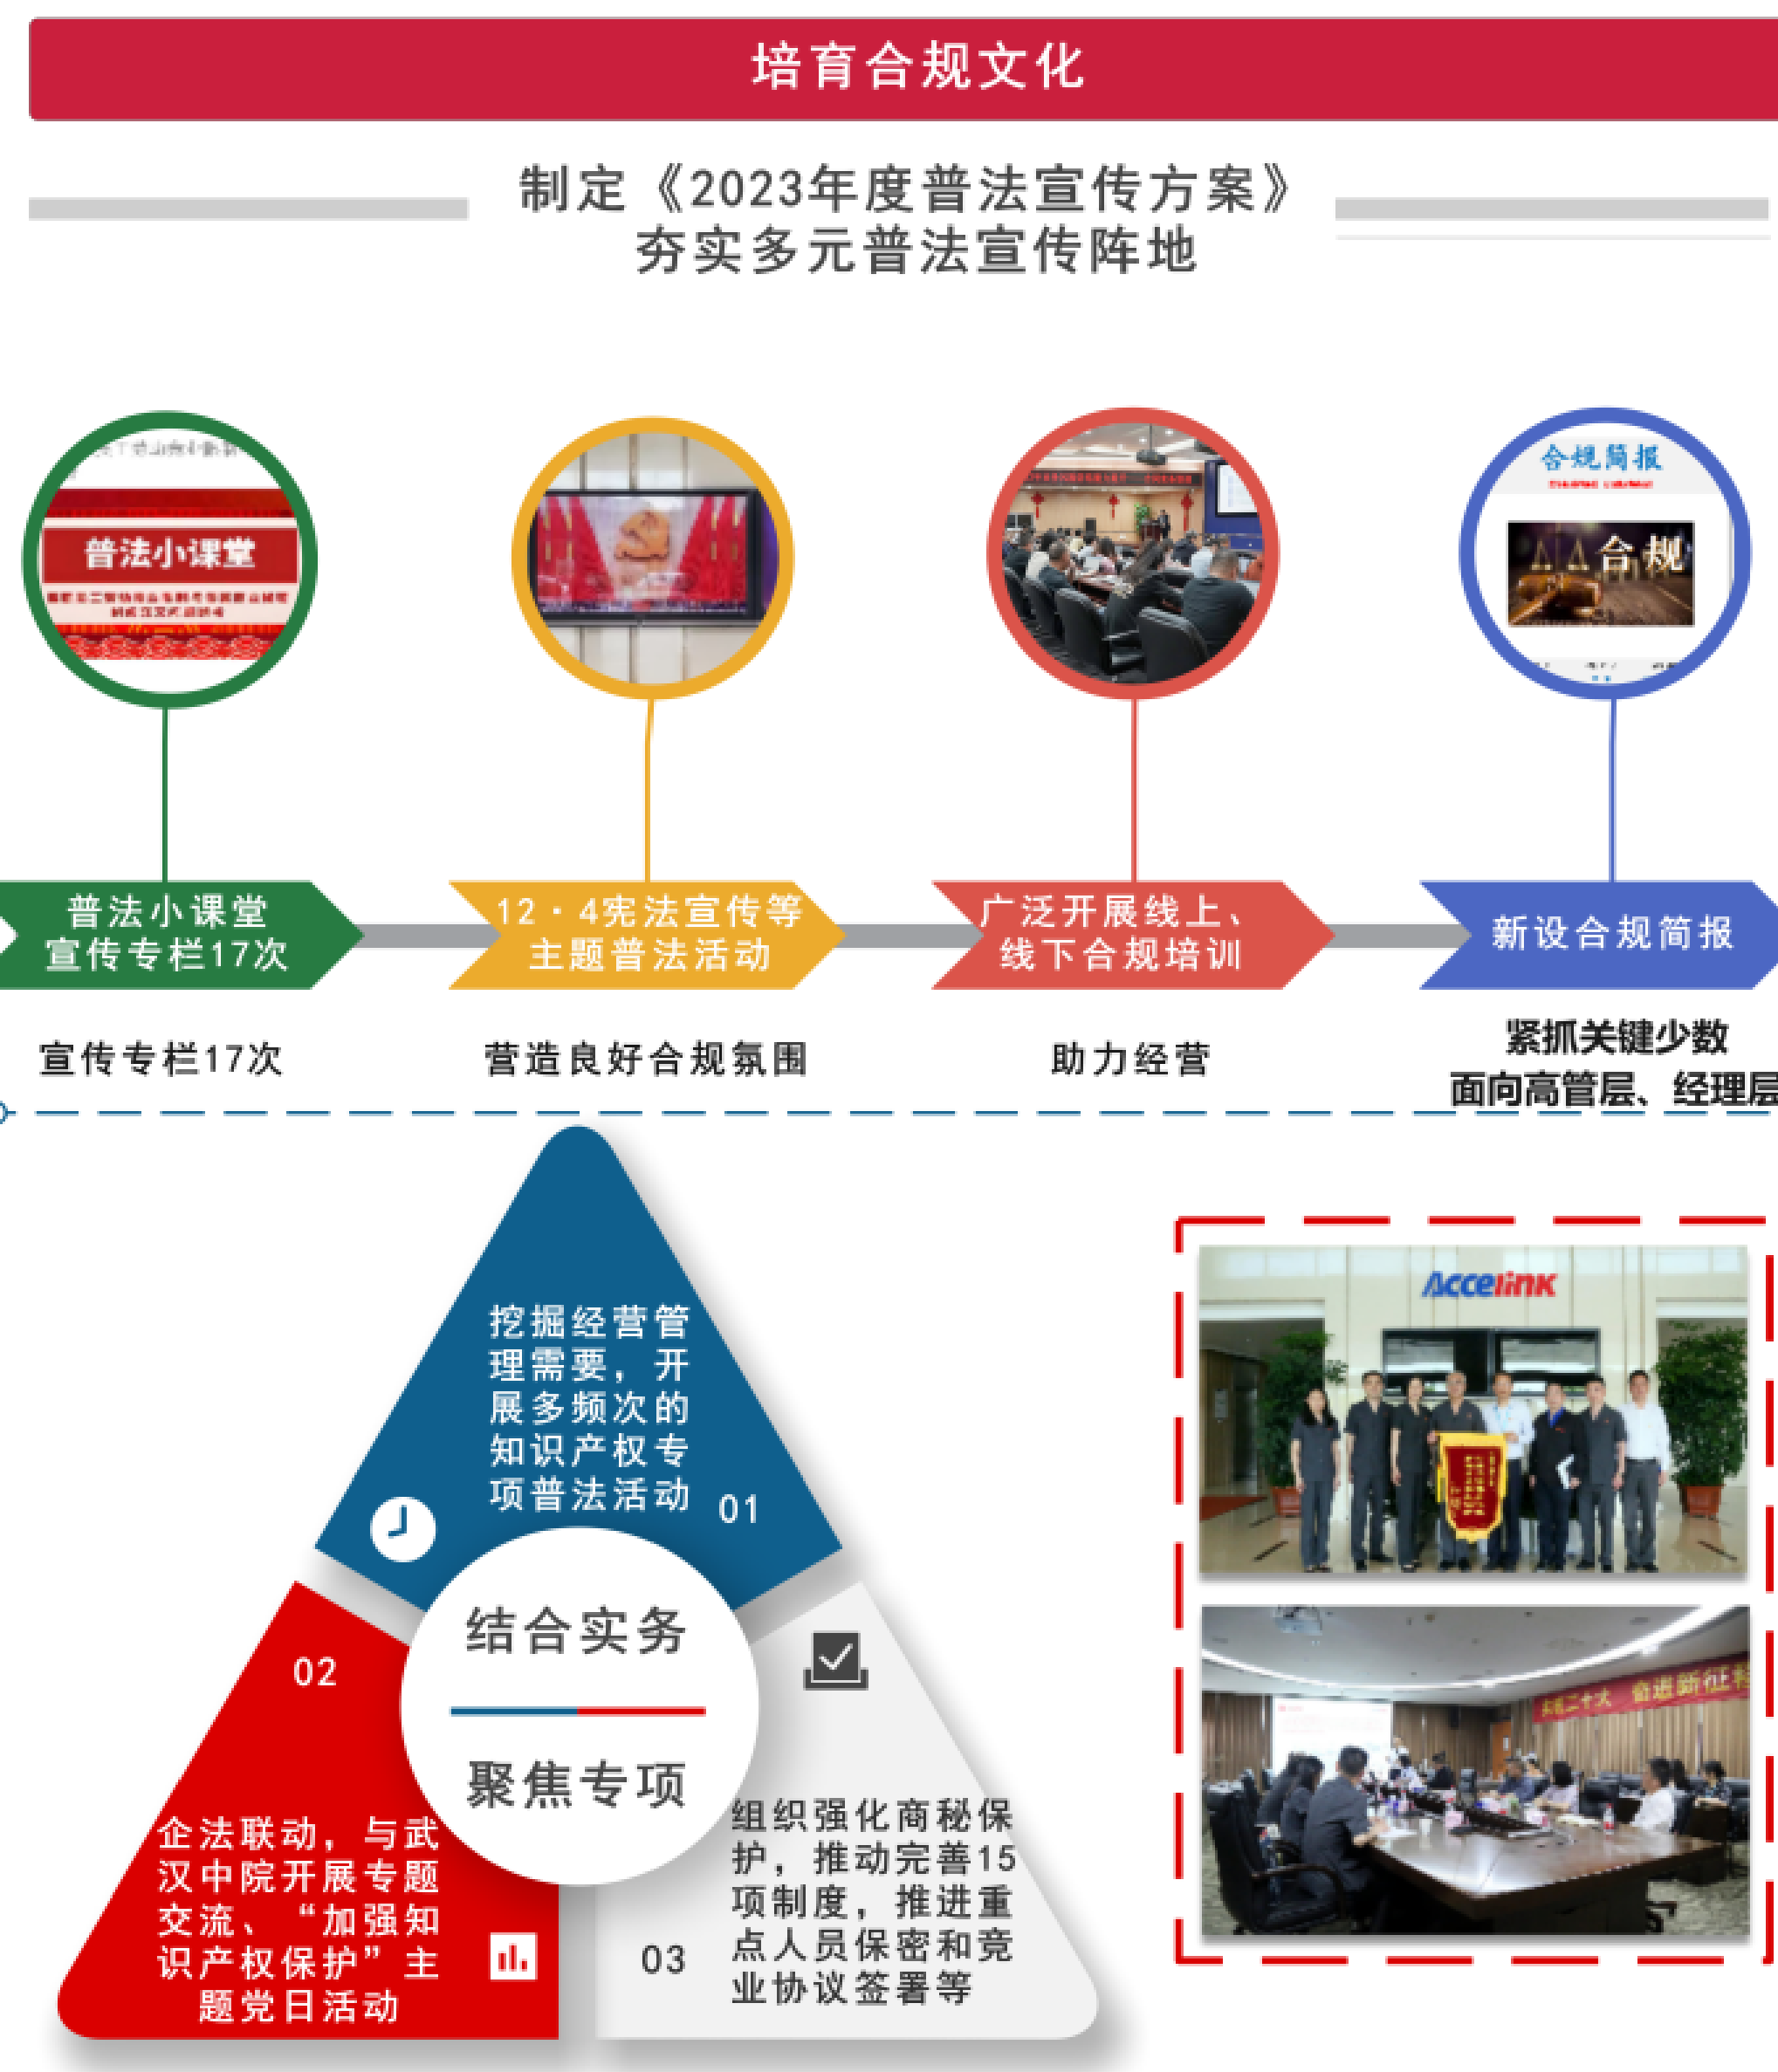 培育合规文化
制定《2023年度普法宣传方案》
夯实多元普法宣传阵地
普法小课堂
合规简报
合规
普法小课堂
宣传专栏17次
12·4宪法宣传等
主题普法活动
广泛开展线上、
线下合规培训
新设合规简报
宣传专栏17次
营造良好合规氛围
助力经营
紧抓关键少数
面向高管层、经理层
挖掘经营管
理需要，开
展多频次的
知识产权专
项普法活动
01
结合实务
聚焦专项
02
企法联动，与武
汉中院开展专题
交流、“加强知
识产权保护”主
题党日活动
组织强化商秘保
护，推动完善15
项制度，推进重
点人员保密和竞
业协议签署等
03
Accelink
二十大 奋进新征程